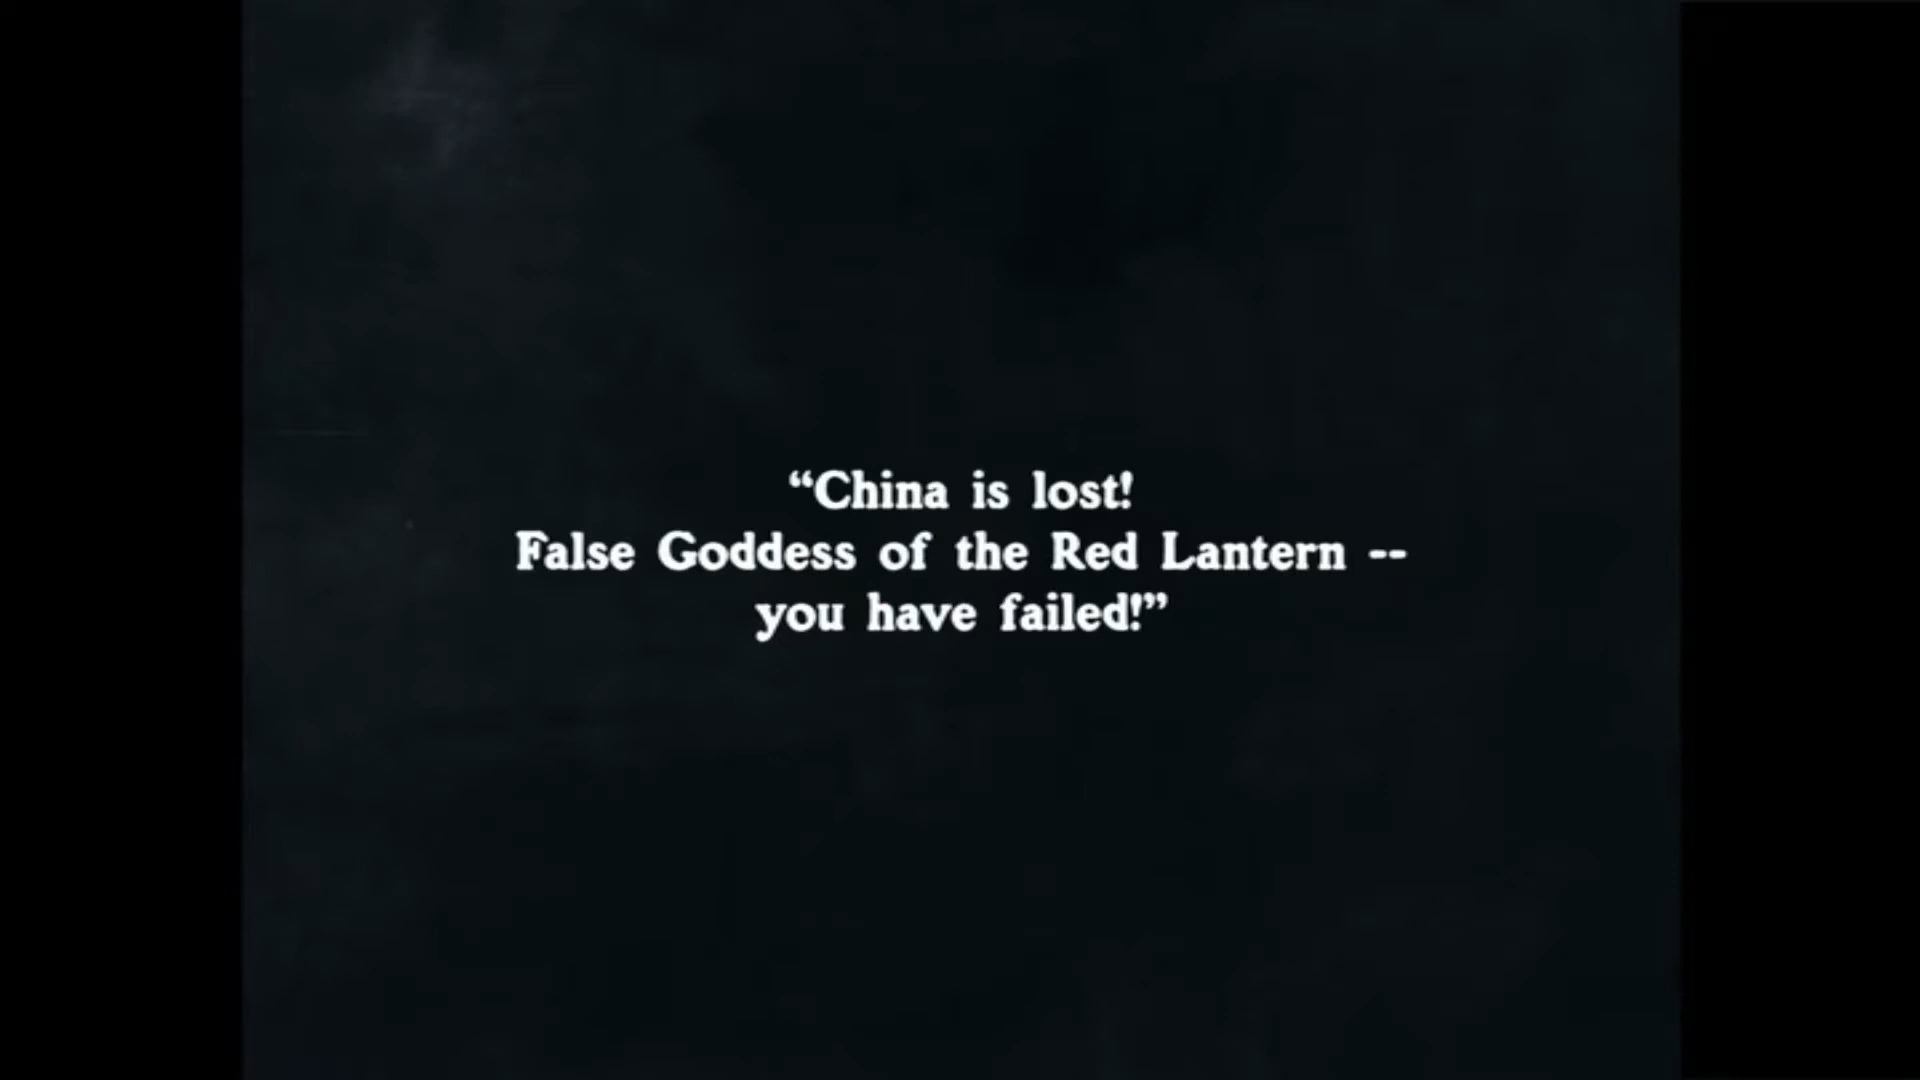 “China is lost!
False Goddess of the Red Lantern --
you have failed!”